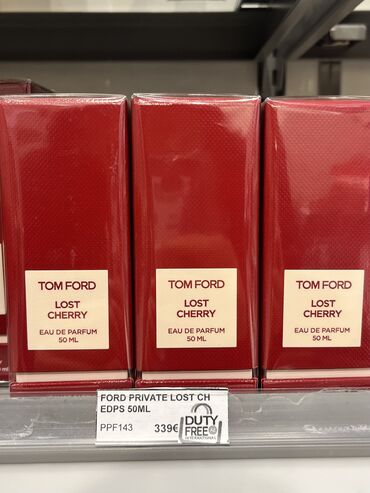 TOM FORD
LOST
CHERRY
EAU DE PARFUM
50 ML
TOM FORD
LOST
CHERRY
EAU DE PARFUM
50 ML
TOM FORD
LOST
CHERRY
EAU DE PARFUM
50 ML
FORD PRIVATE LOST CH
EDPS 50ML
PPF143 339€
DUTY
FREE
INTERNATIONAL